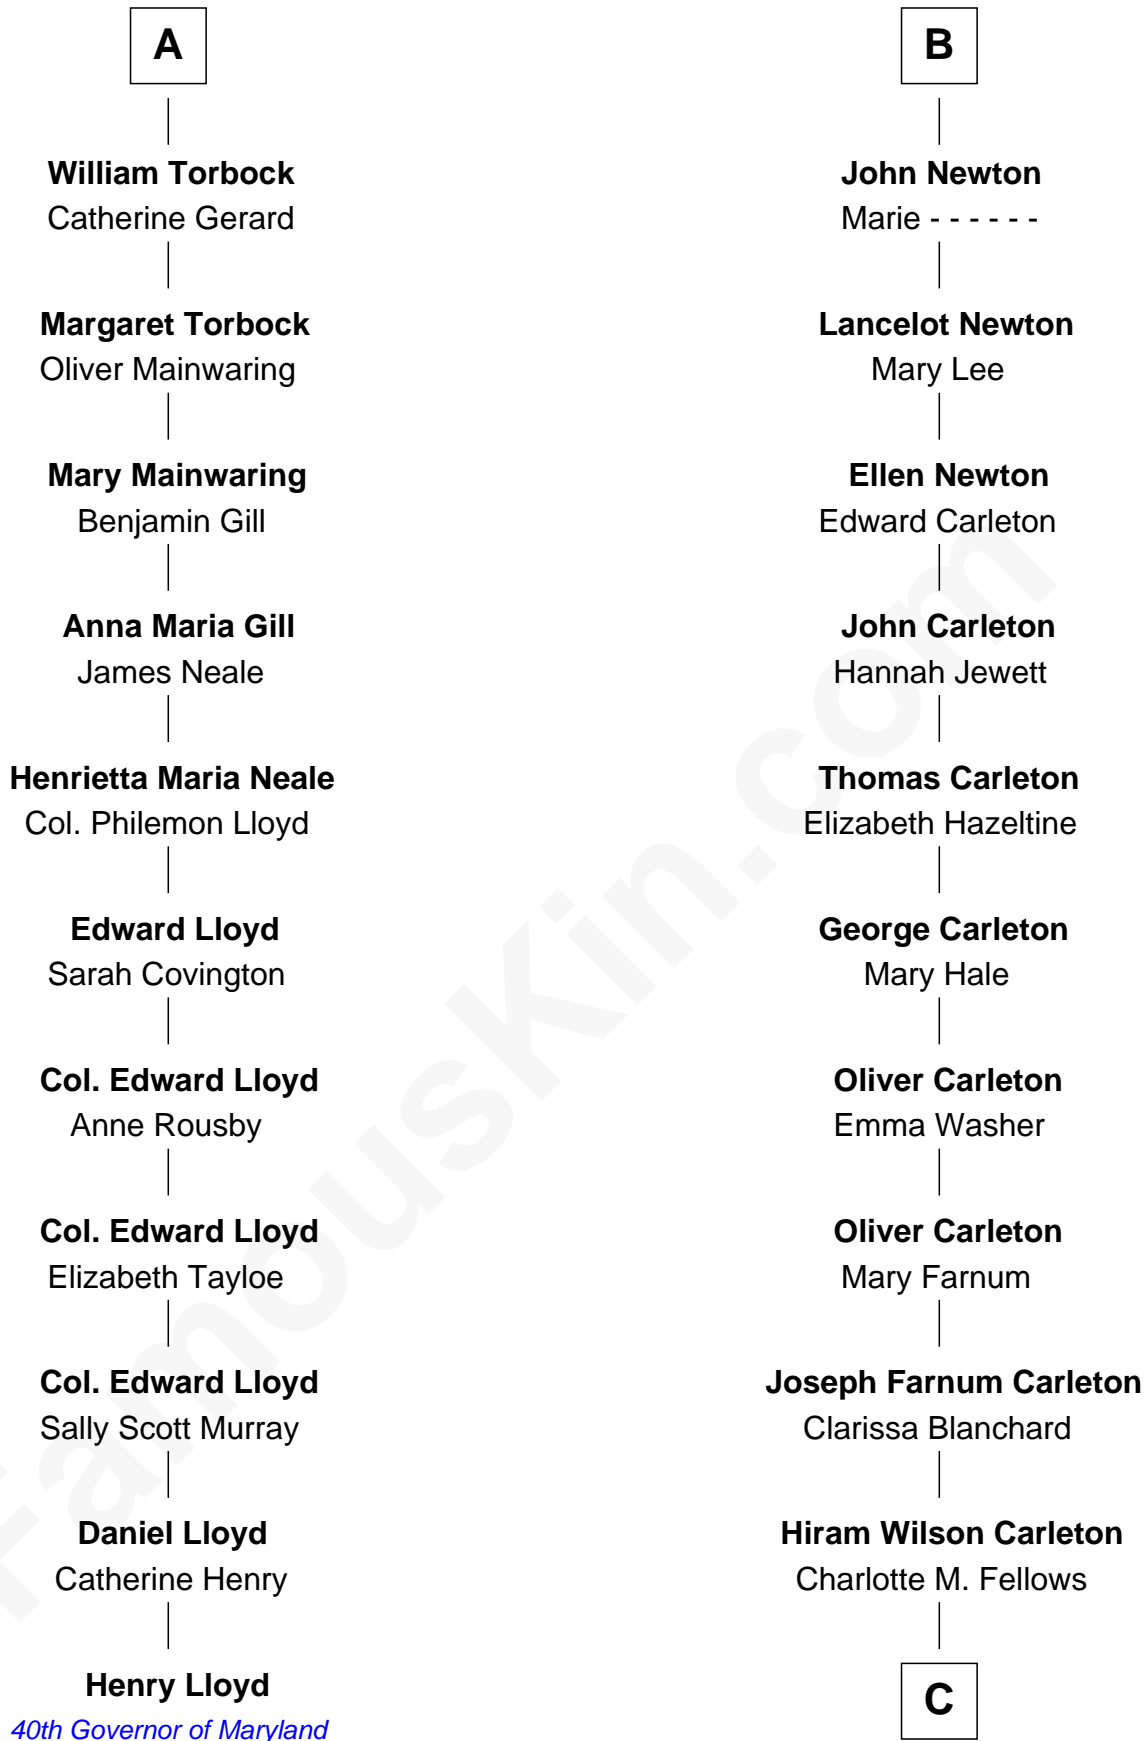 A
William Torbock
Catherine Gerard
Margaret Torbock
Oliver Mainwaring
Mary Mainwaring
Benjamin Gill
Anna Maria Gill
James Neale
Henrietta Maria Neale
Col. Philemon Lloyd
Edward Lloyd
Sarah Covington
Col. Edward Lloyd
Anne Rousby
Col. Edward Lloyd
Elizabeth Tayloe
Col. Edward Lloyd
Sally Scott Murray
Daniel Lloyd
Catherine Henry
Henry Lloyd
40th Governor of Maryland
B
John Newton
Marie - - - - - -
Lancelot Newton
Mary Lee
Ellen Newton
Edward Carleton
John Carleton
Hannah Jewett
Thomas Carleton
Elizabeth Hazeltine
George Carleton
Mary Hale
Oliver Carleton
Emma Washer
Oliver Carleton
Mary Farnum
Joseph Farnum Carleton
Clarissa Blanchard
Hiram Wilson Carleton
Charlotte M. Fellows
C
FamousKin.com